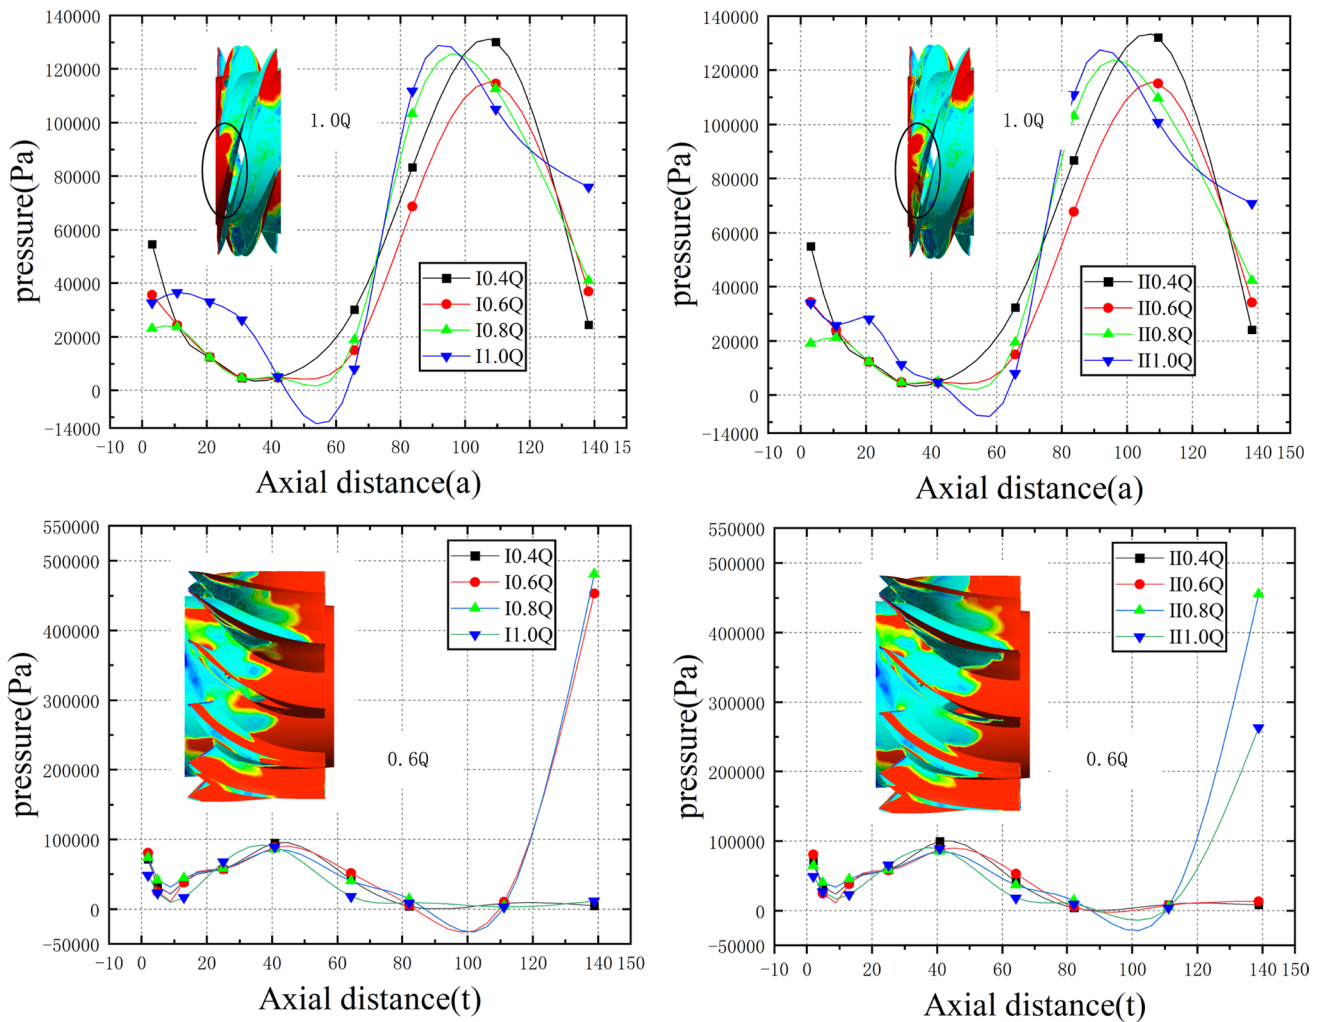 140000
120000
100000
80000
60000
40000
20000
0
-14000
pressure(Pa)
1.0Q
I0.4Q
I0.6Q
I0.8Q
I1.0Q
-10 0 20 40 60 80 100 120 140 15
Axial distance(a)
140000
120000
100000
80000
60000
40000
20000
0
-14000
pressure(Pa)
1.0Q
II0.4Q
II0.6Q
II0.8Q
II1.0Q
-10 0 20 40 60 80 100 120 140 150
Axial distance(a)
550000
500000
400000
300000
200000
100000
0
-50000
pressure(Pa)
I0.4Q
I0.6Q
I0.8Q
I1.0Q
0.6Q
-10 0 20 40 60 80 100 120 140 150
Axial distance(t)
550000
500000
400000
300000
200000
100000
0
-50000
pressure(Pa)
II0.4Q
II0.6Q
II0.8Q
II1.0Q
0.6Q
-10 0 20 40 60 80 100 120 140 150
Axial distance(t)